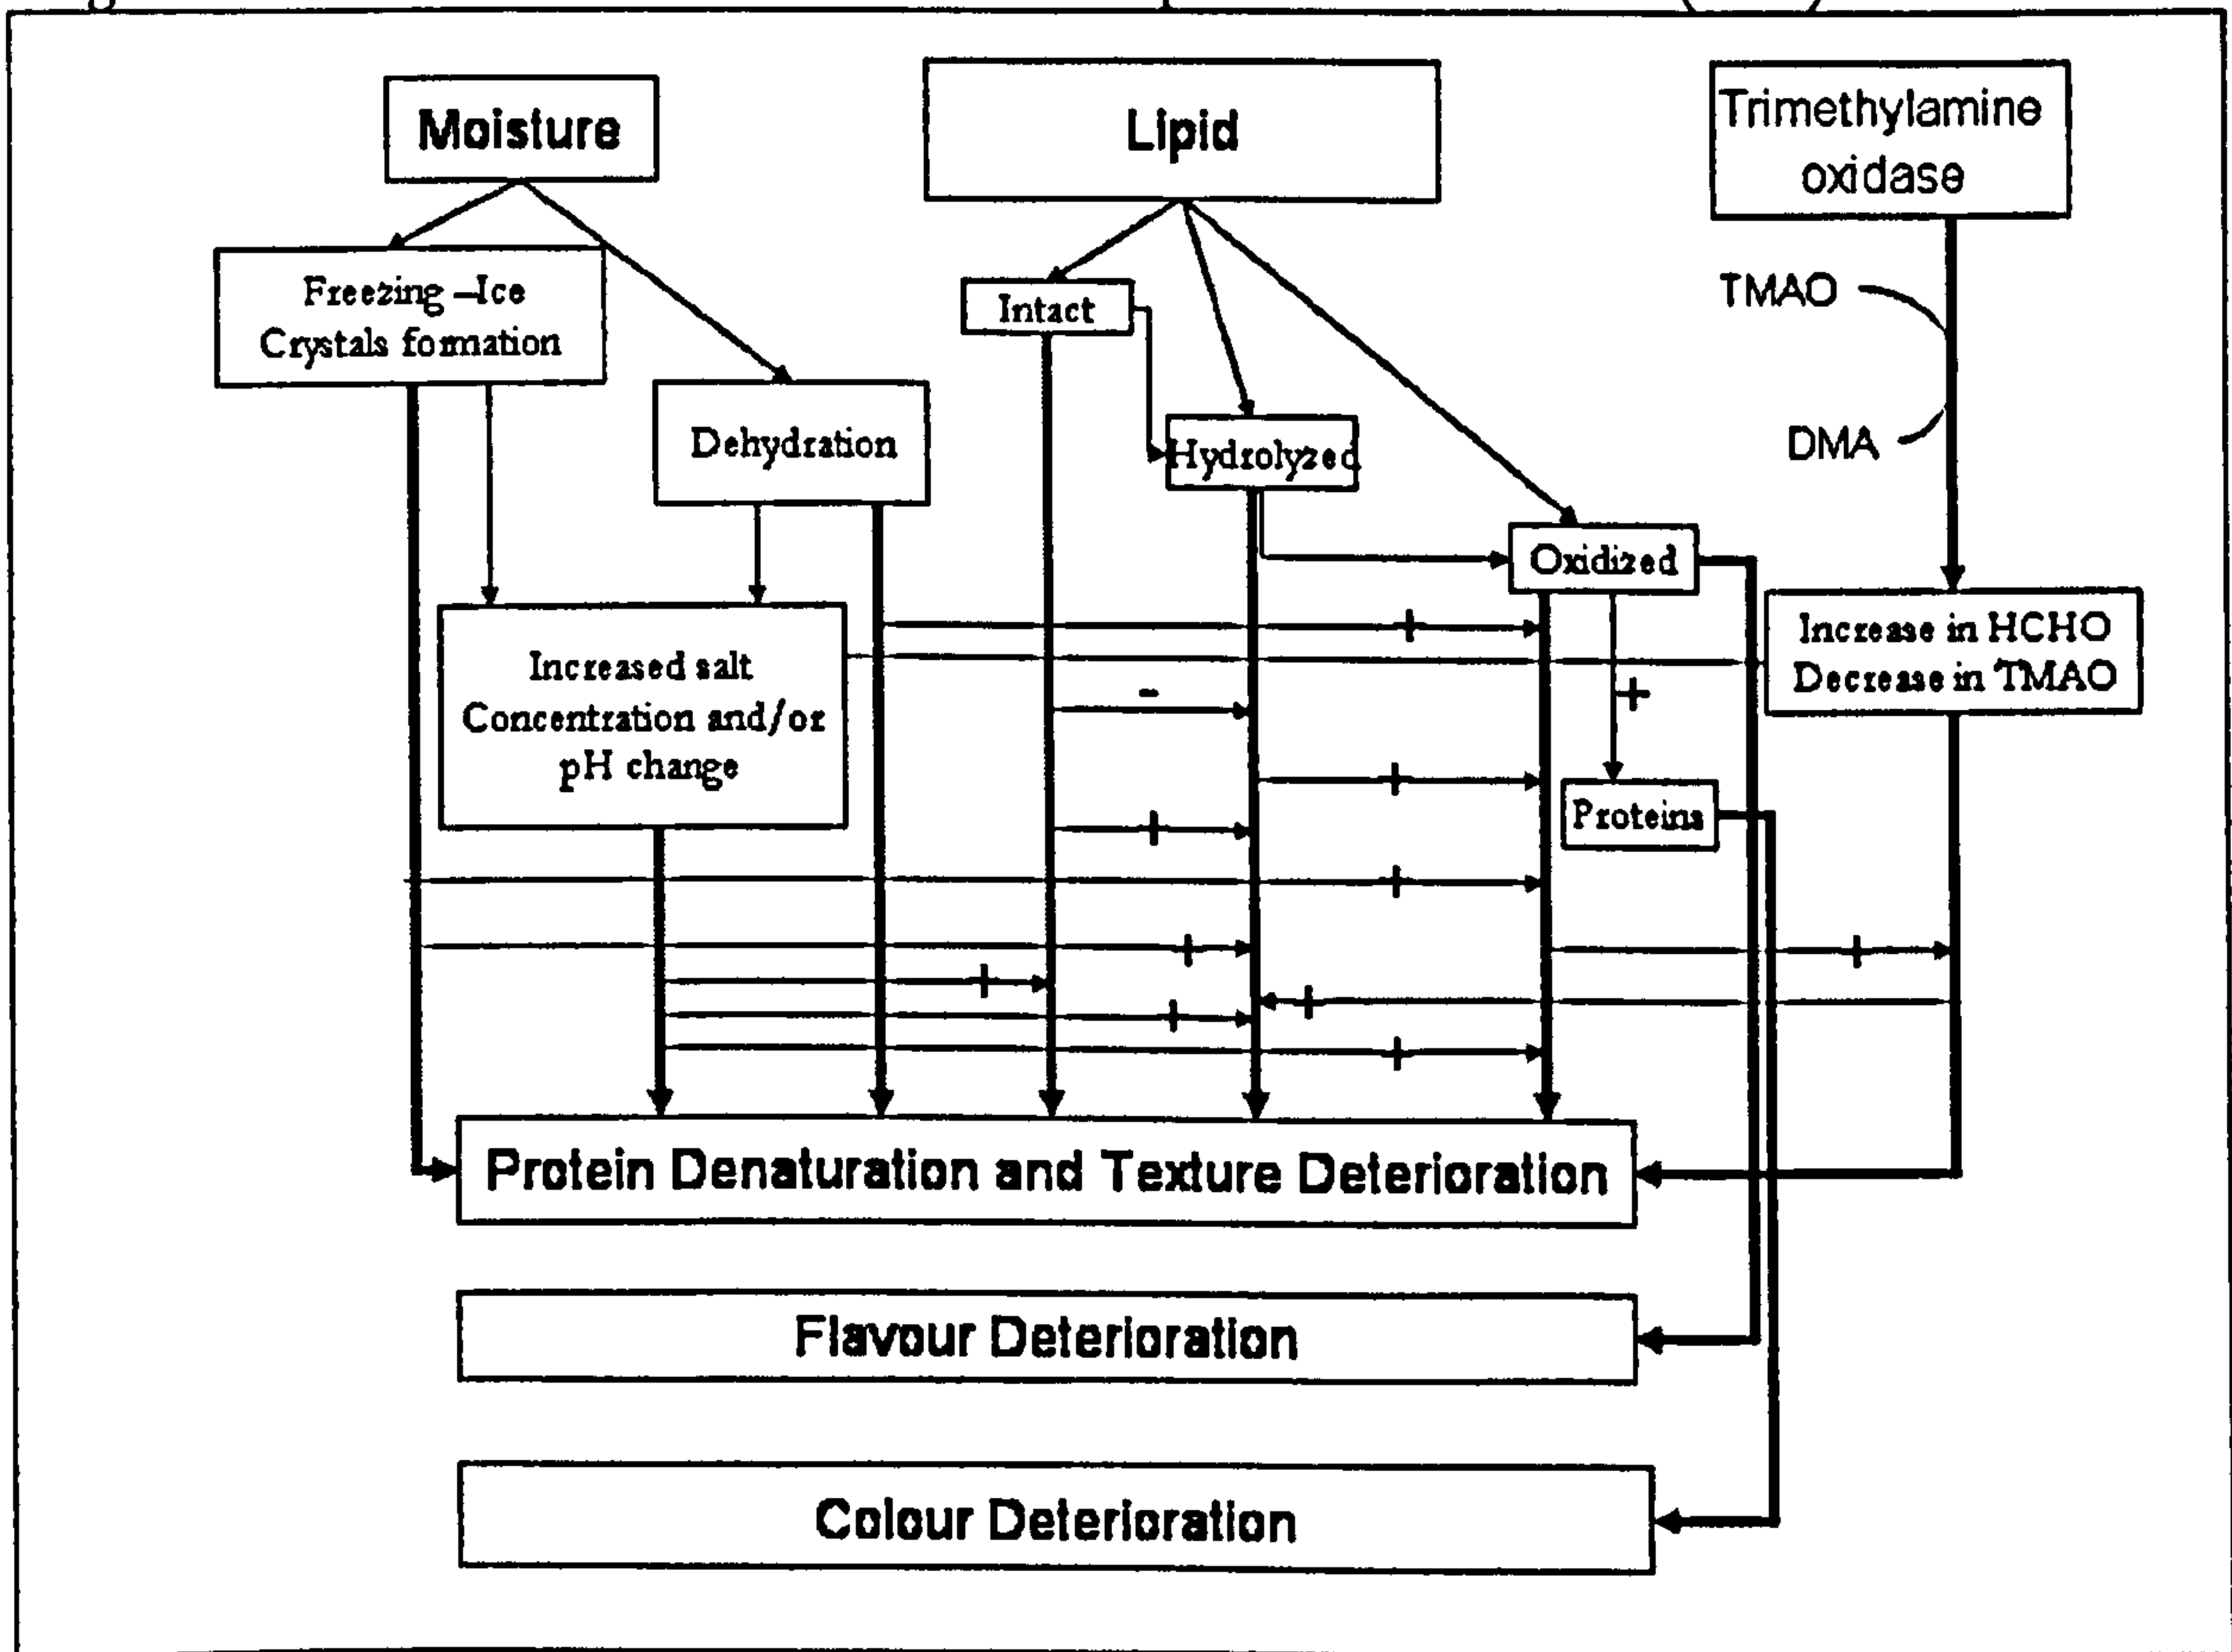 Moisture
Lipid
Trimethylamine
oxidase
Freezing –Ice
Crystals formation
Intact
TMAO
Dehydration
Hydrolyzed
DMA
Oxidized
Increased salt
Concentration and/or
pH change
Increase in HCHO
Decrease in TMAO
Proteins
+
+
-
+
+
+
+
+
+
+
+
+
Protein Denaturation and Texture Deterioration
Flavour Deterioration
Colour Deterioration